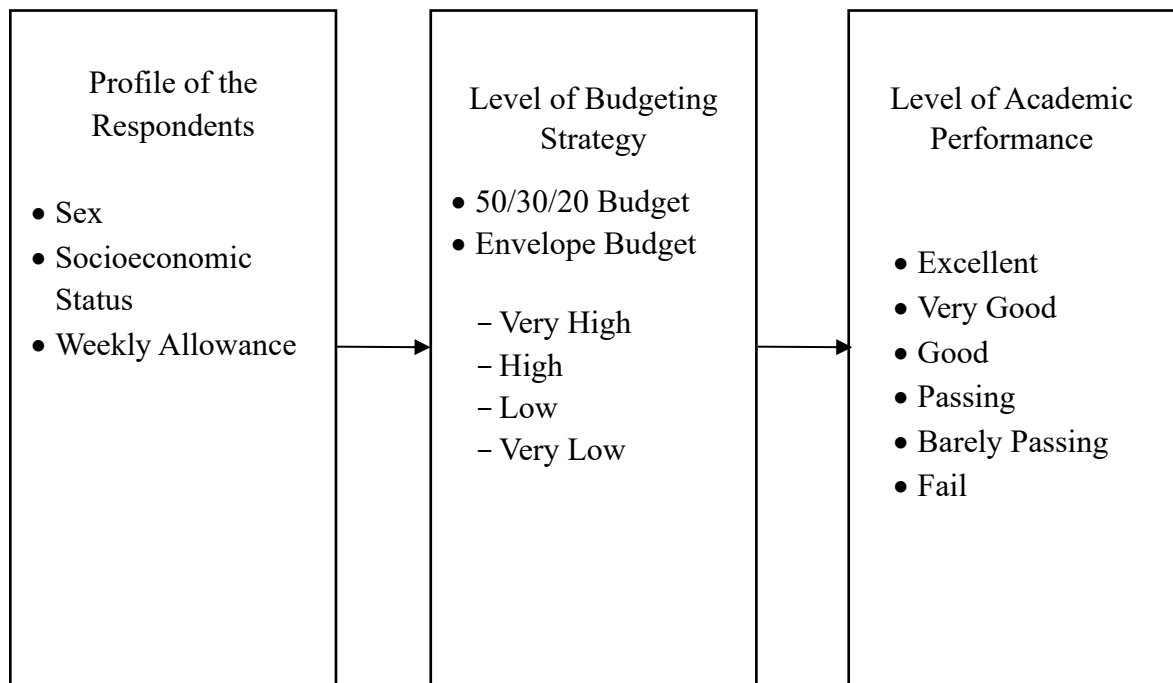 Profile of the
Respondents
• Sex
• Socioeconomic
Status
• Weekly Allowance
Level of Budgeting
Strategy
• 50/30/20 Budget
• Envelope Budget
– Very High
– High
– Low
– Very Low
Level of Academic
Performance
• Excellent
• Very Good
• Good
• Passing
• Barely Passing
• Fail